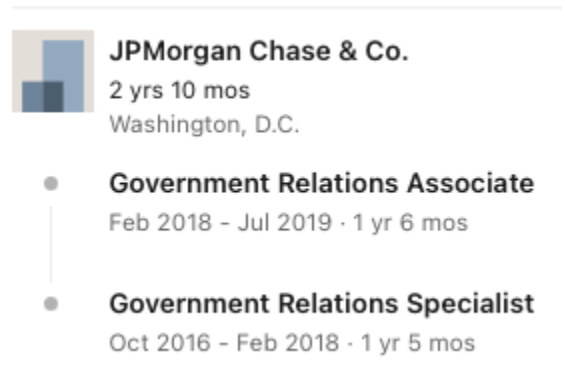 JPMorgan Chase & Co.
2 yrs 10 mos
Washington, D.C.
Government Relations Associate
Feb 2018 - Jul 2019 · 1 yr 6 mos
Government Relations Specialist
Oct 2016 - Feb 2018 · 1 yr 5 mos